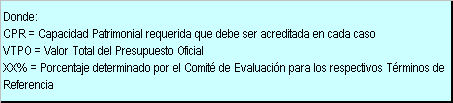 Donde:
CPR = Capacidad Patrimonial requerida que debe ser acreditada en cada caso
VTPO = Valor Total del Presupuesto Oficial
XX% = Porcentaje determinado por el Comité de Evaluación para los respectivos Términos de
Referencia